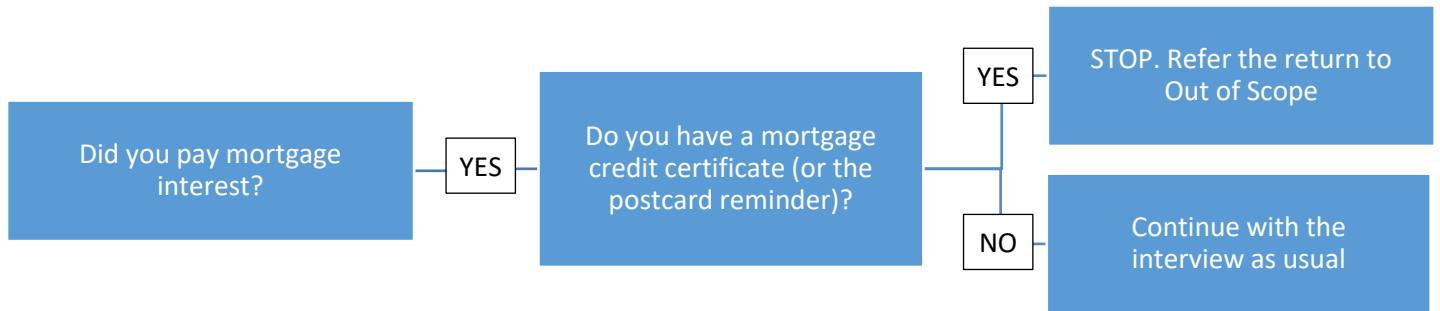 Did you pay mortgage
interest?
YES
Do you have a mortgage
credit certificate (or the
postcard reminder)?
YES
STOP. Refer the return to
Out of Scope
NO
Continue with the
interview as usual